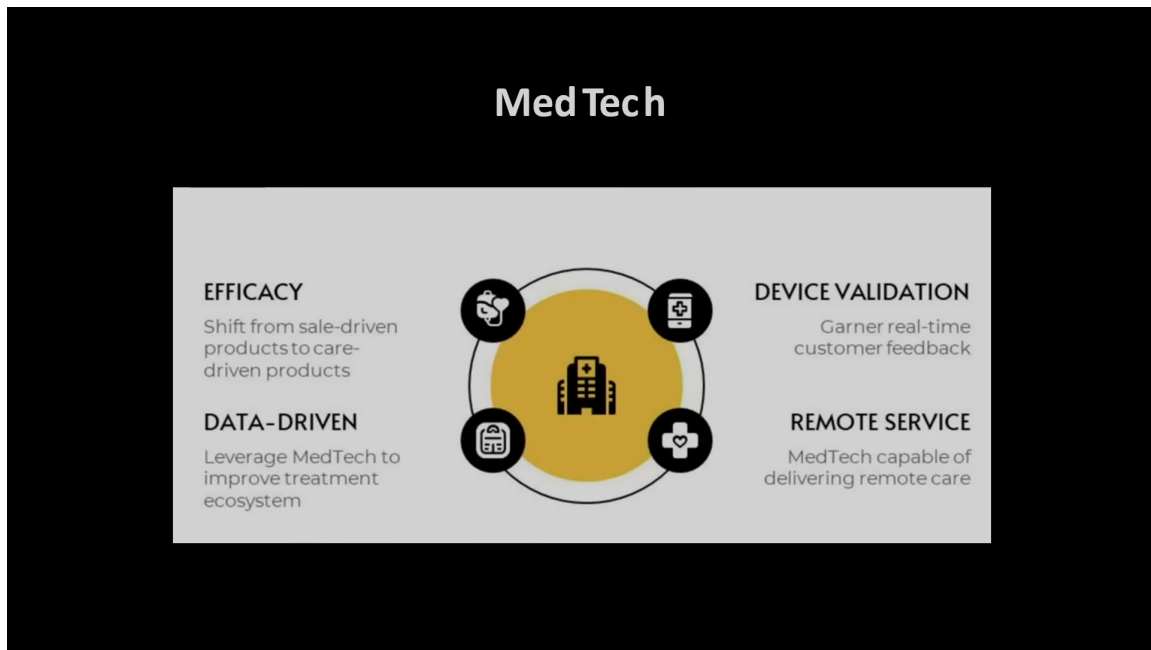 MedTech
EFFICACY
Shift from sale-driven
products to care-
driven products
DATA-DRIVEN
Leverage MedTech to
improve treatment
ecosystem
DEVICE VALIDATION
Garner real-time
customer feedback
REMOTE SERVICE
MedTech capable of
delivering remote care